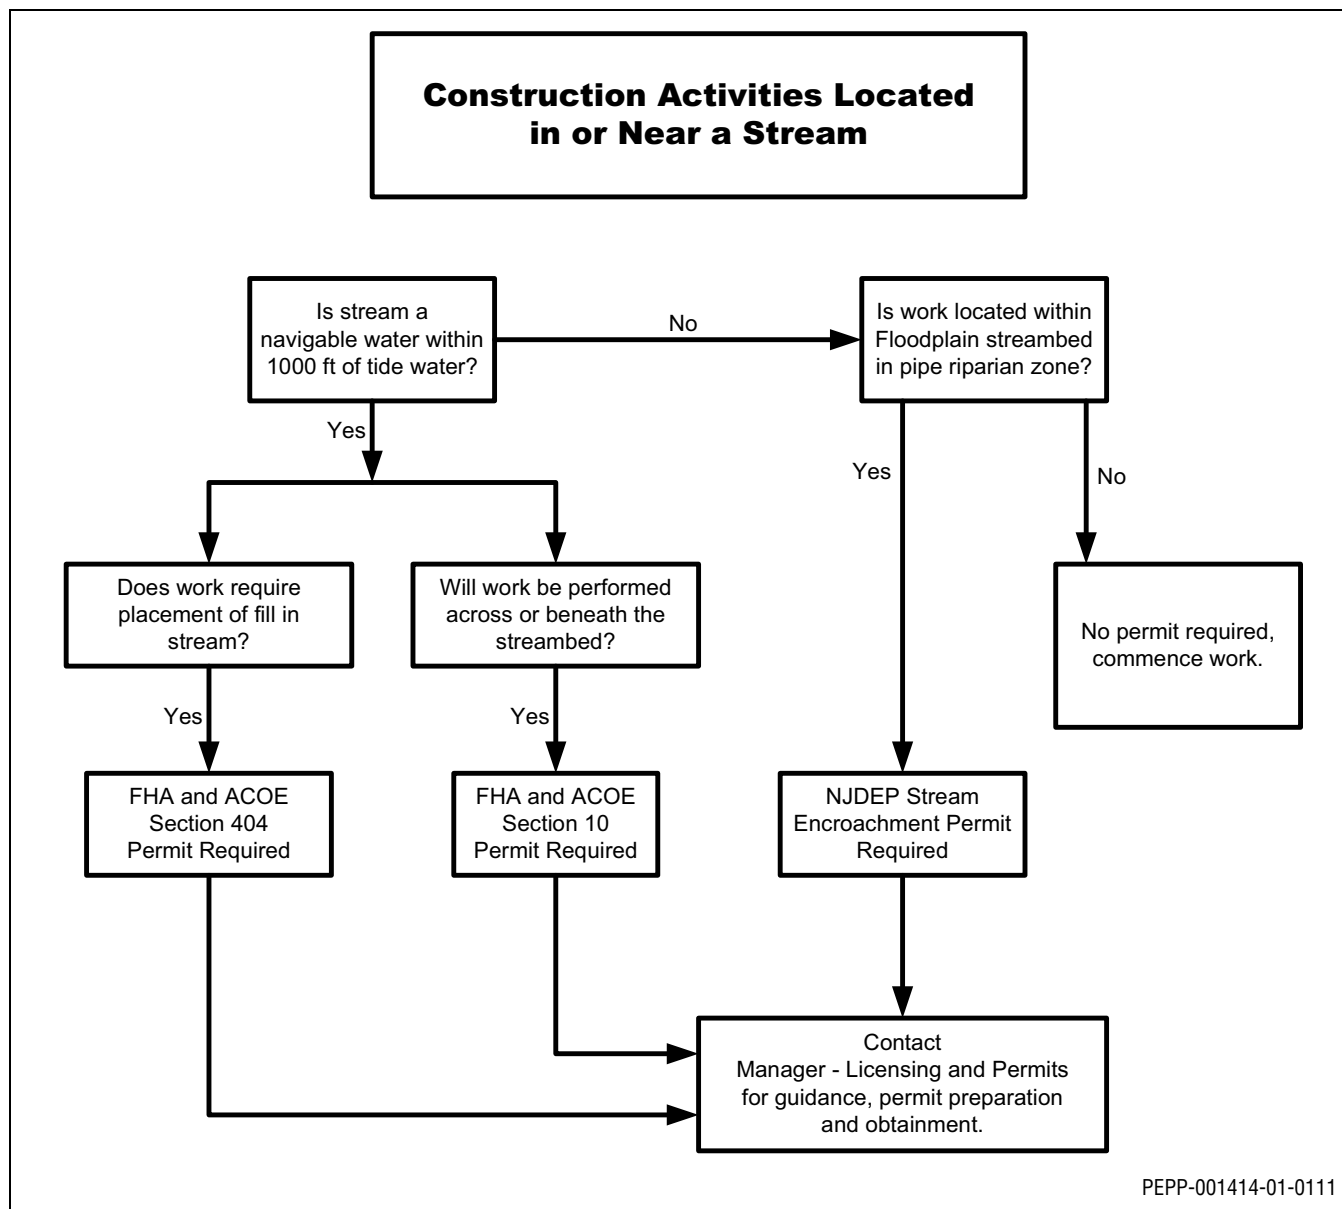 Construction Activities Located
in or Near a Stream
Is stream a
navigable water within
1000 ft of tide water?
No
Is work located within
Floodplain streambed
in pipe riparian zone?
Yes
Yes
No
Does work require
placement of fill in
stream?
Will work be performed
across or beneath the
streambed?
No permit required,
commence work.
Yes
Yes
FHA and ACOE
Section 404
Permit Required
FHA and ACOE
Section 10
Permit Required
NJDEP Stream
Encroachment Permit
Required
Contact
Manager - Licensing and Permits
for guidance, permit preparation
and obtainment.
PEPP-001414-01-0111